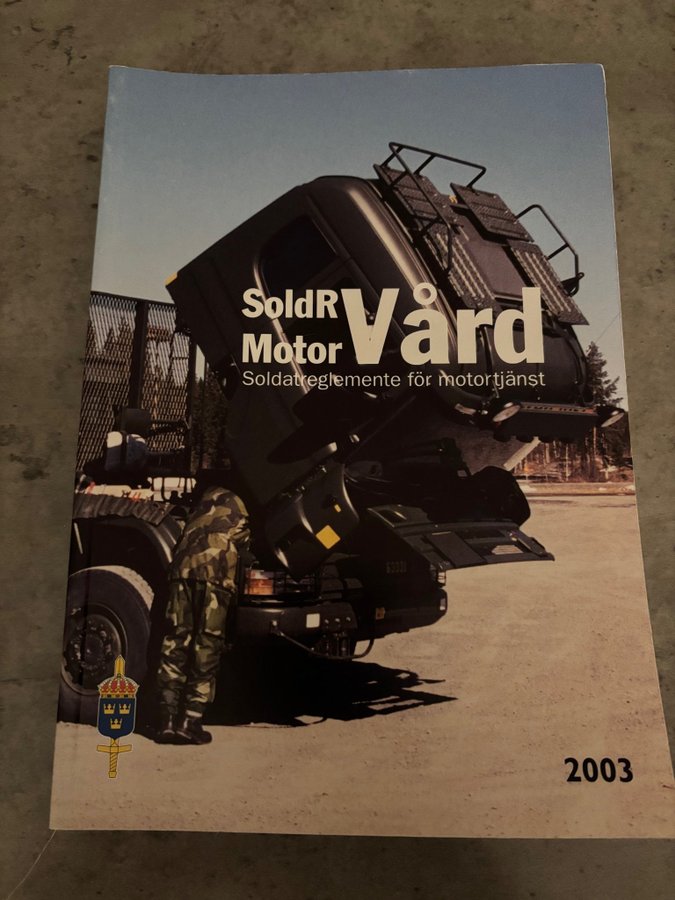 SoldR
Motor Vård
Soldatreglemente för motortjänst
2003